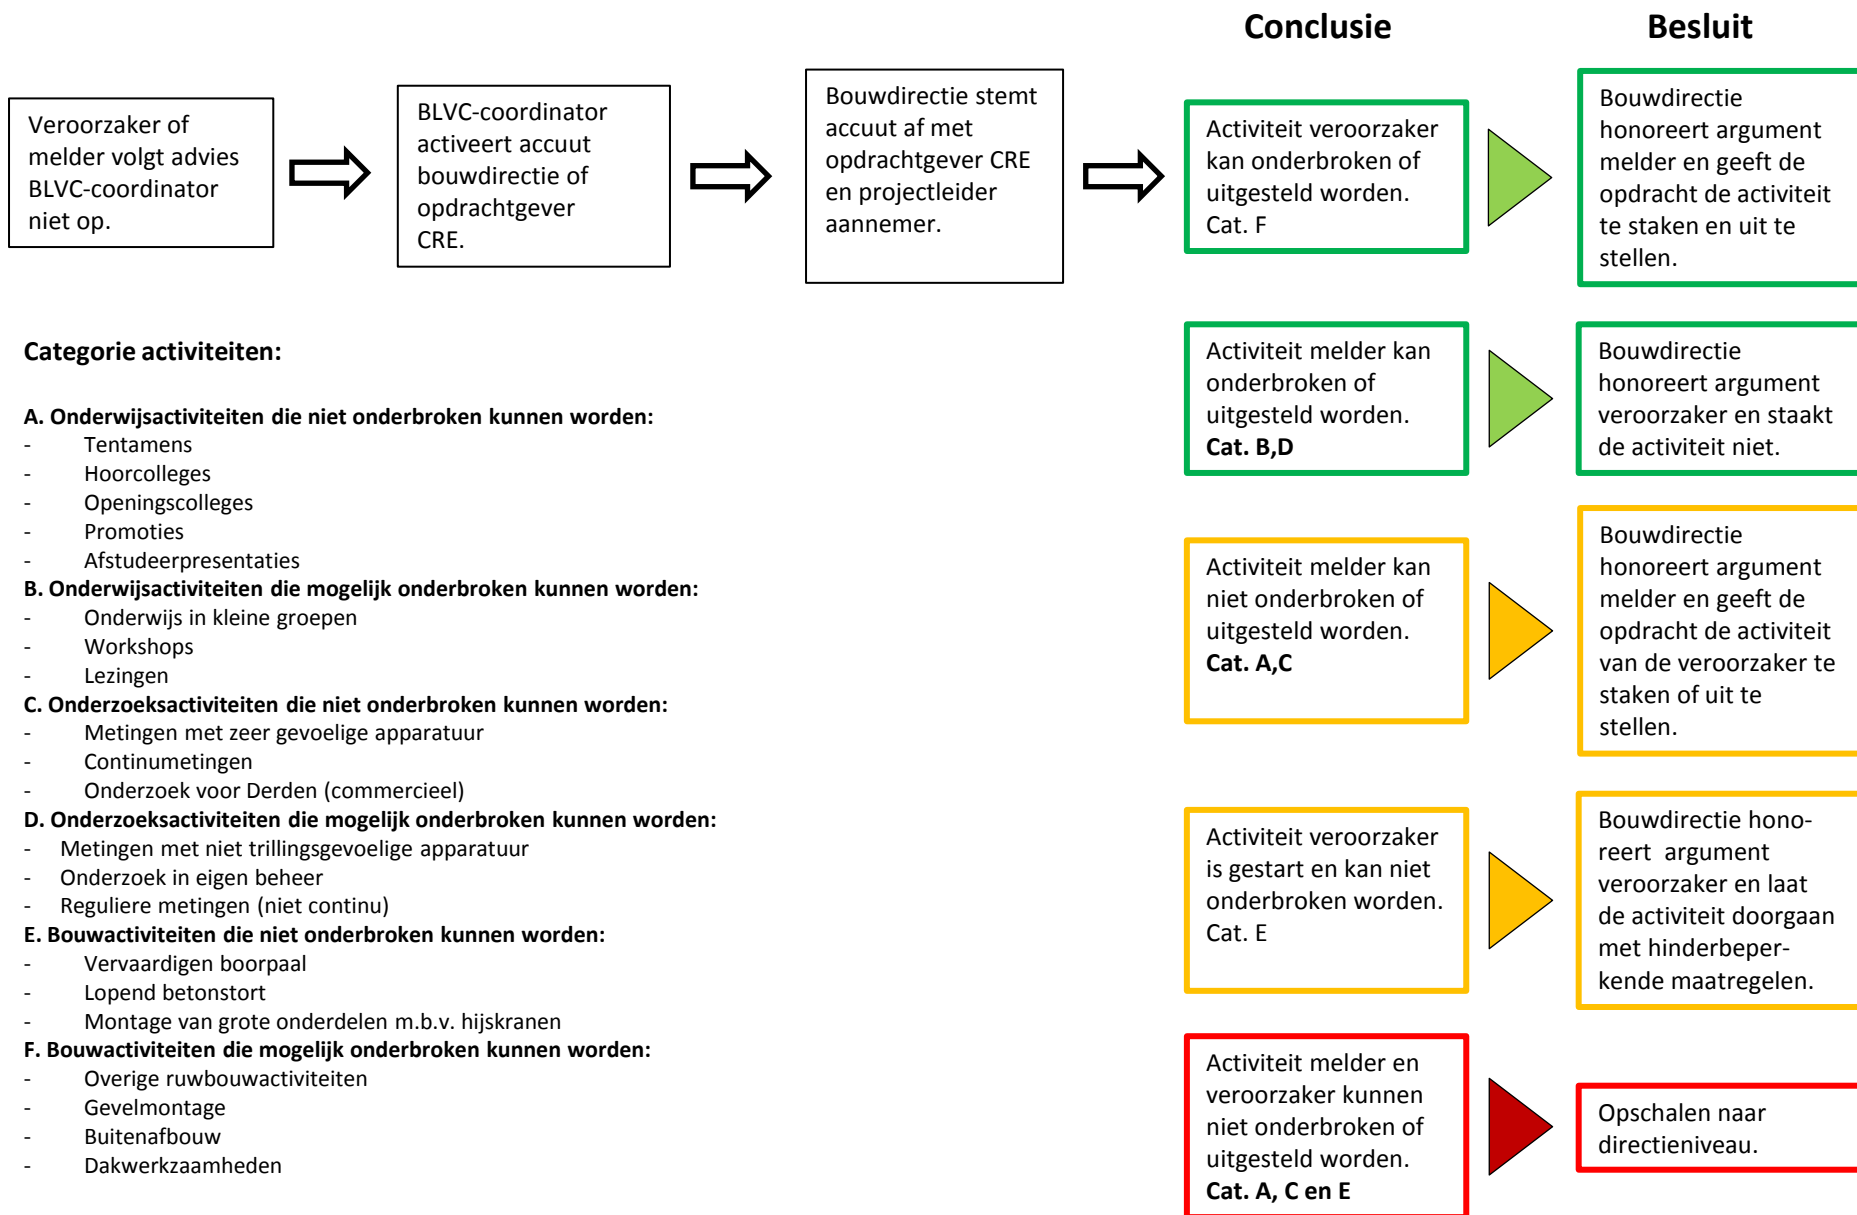 Conclusie
Besluit
Veroorzaker of
melder volgt advies
BLVC-coordinator
niet op.
BLVC-coordinator
activeert accuut
bouwdirectie of
opdrachtgever
CRE.
Bouwdirectie stemt
accuut af met
opdrachtgever CRE
en projectleider
aannemer.
Activiteit veroorzaker
kan onderbroken of
uitgesteld worden.
Cat. F
Bouwdirectie
honoreert argument
melder en geeft de
opdracht de activiteit
te staken en uit te
stellen.
Activiteit melder kan
onderbroken of
uitgesteld worden.
Cat. B,D
Bouwdirectie
honoreert argument
veroorzaker en staakt
de activiteit niet.
Activiteit melder kan
niet onderbroken of
uitgesteld worden.
Cat. A,C
Bouwdirectie
honoreert argument
melder en geeft de
opdracht de activiteit
van de veroorzaker te
staken of uit te
stellen.
Activiteit veroorzaker
is gestart en kan niet
onderbroken worden.
Cat. E
Bouwdirectie hono-
reert argument
veroorzaker en laat
de activiteit doorgaan
met hinderbeper-
kende maatregelen.
Activiteit melder en
veroorzaker kunnen
niet onderbroken of
uitgesteld worden.
Cat. A, C en E
Opschalen naar
directieniveau.
Categorie activiteiten:
A. Onderwijsactiviteiten die niet onderbroken kunnen worden:
- Tentamens
- Hoorcolleges
- Openingscolleges
- Promoties
- Afstudeerpresentaties
B. Onderwijsactiviteiten die mogelijk onderbroken kunnen worden:
- Onderwijs in kleine groepen
- Workshops
- Lezingen
C. Onderzoeksactiviteiten die niet onderbroken kunnen worden:
- Metingen met zeer gevoelige apparatuur
- Continumetingen
- Onderzoek voor Derden (commercieel)
D. Onderzoeksactiviteiten die mogelijk onderbroken kunnen worden:
- Metingen met niet trillingsgevoelige apparatuur
- Onderzoek in eigen beheer
- Reguliere metingen (niet continu)
E. Bouwactiviteiten die niet onderbroken kunnen worden:
- Vervaardigen boorpaal
- Lopend betonstort
- Montage van grote onderdelen m.b.v. hijskranen
F. Bouwactiviteiten die mogelijk onderbroken kunnen worden:
- Overige ruwbouwactiviteiten
- Gevelmontage
- Buitenafbouw
- Dakwerkzaamheden